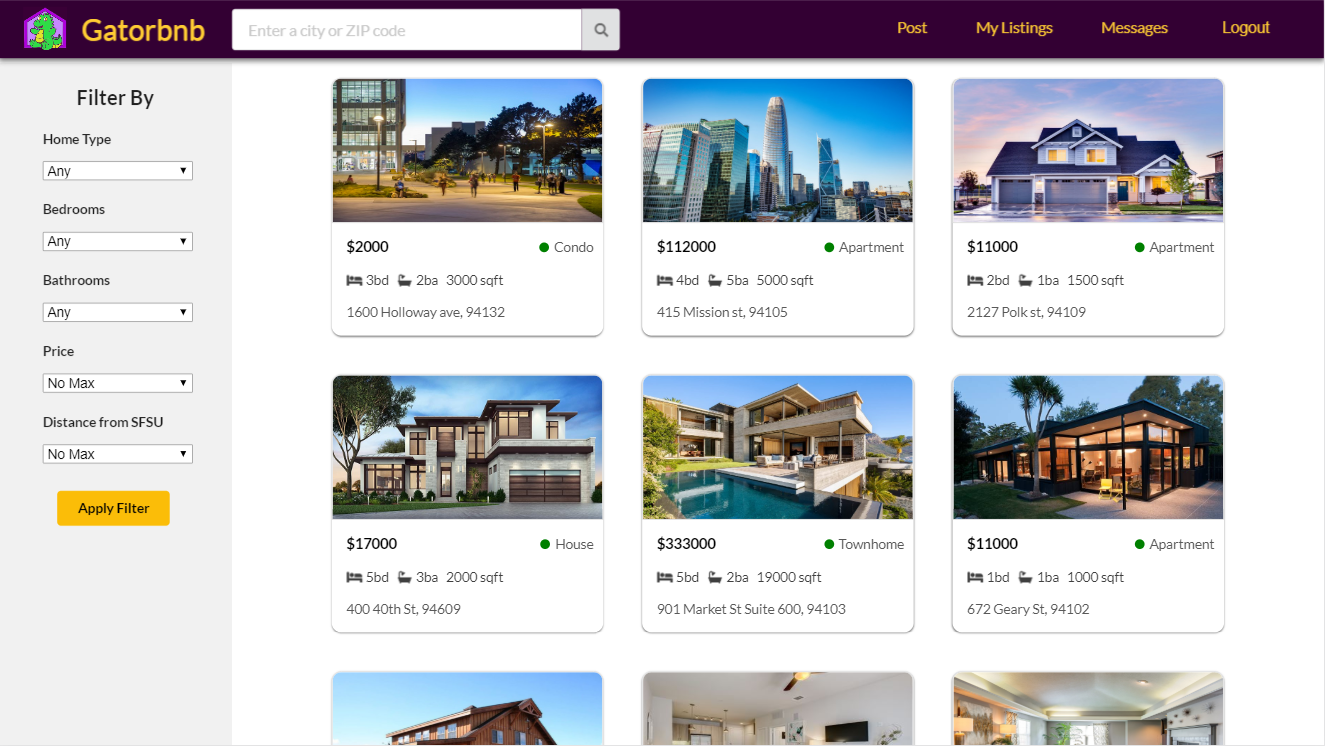 Gatorbnb
Enter a city or ZIP code
Post
My Listings
Messages
Logout
Filter By
Home Type
Any
Bedrooms
Any
Bathrooms
Any
Price
No Max
Distance from SFSU
No Max
Apply Filter
$2000 Condo
3bd 2ba 3000 sqft
1600 Holloway ave, 94132
$112000 Apartment
4bd 5ba 5000 sqft
415 Mission st, 94105
$11000 Apartment
2bd 1ba 1500 sqft
2127 Polk st, 94109
$17000 House
5bd 3ba 2000 sqft
400 40th St, 94609
$333000 Townhome
5bd 2ba 19000 sqft
901 Market St Suite 600, 94103
$11000 Apartment
1bd 1ba 1000 sqft
672 Geary St, 94102